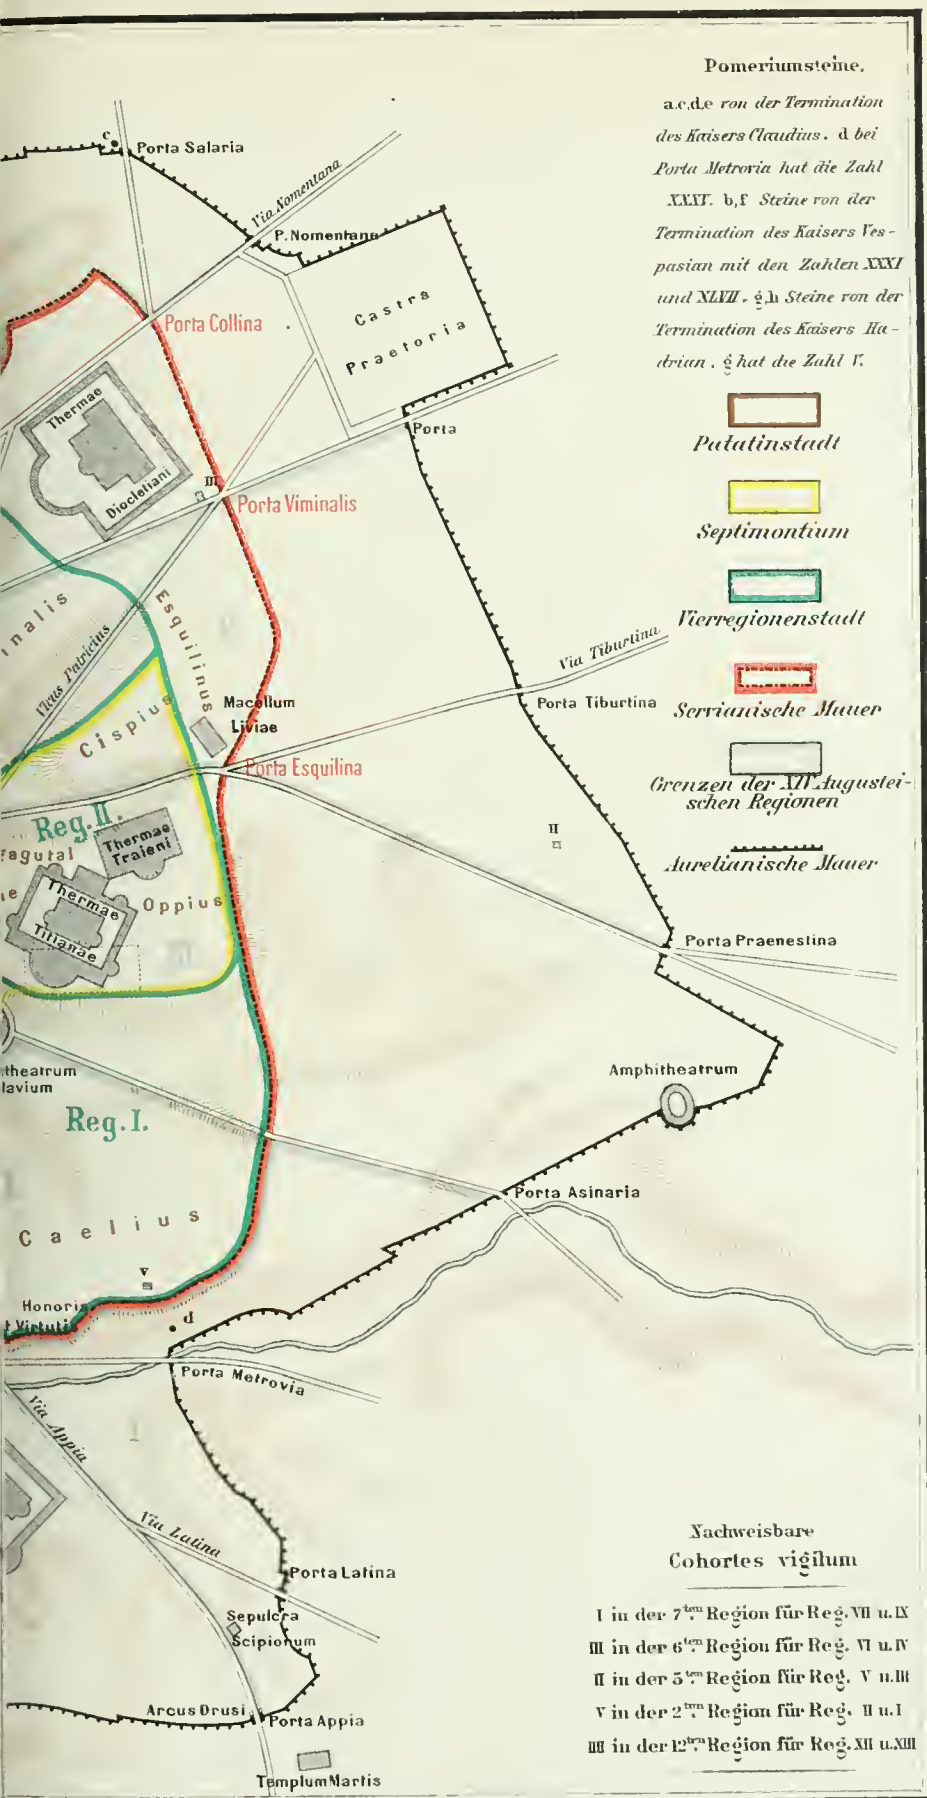 Pomeriumsteine.
a.c,d.e von der Termination
des Kaisers Claudius. d bei
Porta Metrovia hat die Zahl
XXXV. b,f Steine von der
Termination des Kaisers Ves-
pasian mit den Zahlen XXXI
und XLVII. g,h Steine von der
Termination des Kaisers Ha-
drian. g hat die Zahl V.
Palatinstadt
Septimontium
Vierregionenstadt
Servianische Mauer
Grenzen der XIV Augustei-
schen Regionen
Aurelianische Mauer
c
Porta Salaria
Via Nomentana
P. Nomentana
Castra
Praetoria
Porta Collina
Thermae
Diocletiani
Porta
III
Porta Viminalis
inalis
Esquilinus
Vicus Patricius
Via Tiburtina
Cispius
Macellum
Liviae
Porta Tiburtina
Porta Esquilina
Reg. II.
Thermae
Traieni
II
Fagutal
Thermae
Titianae
Oppius
Porta Praenestina
theatrum
lavium
Amphitheatrum
Reg. I.
Porta Asinaria
Caelius
V
Honoris
t Virtutis
d
Porta Metrovia
Via Appia
Via Latina
Porta Latina
Sepulcra
Scipionum
Arcus Drusi
Porta Appia
Templum Martis
Nachweisbare
Cohortes vigilum
I in der 7ten Region für Reg. VII u. IX
III in der 6ten Region für Reg. VI u. IV
II in der 5ten Region für Reg. V u. III
V in der 2ten Region für Reg. II u. I
IIII in der 12ten Region für Reg. XII u. XIII